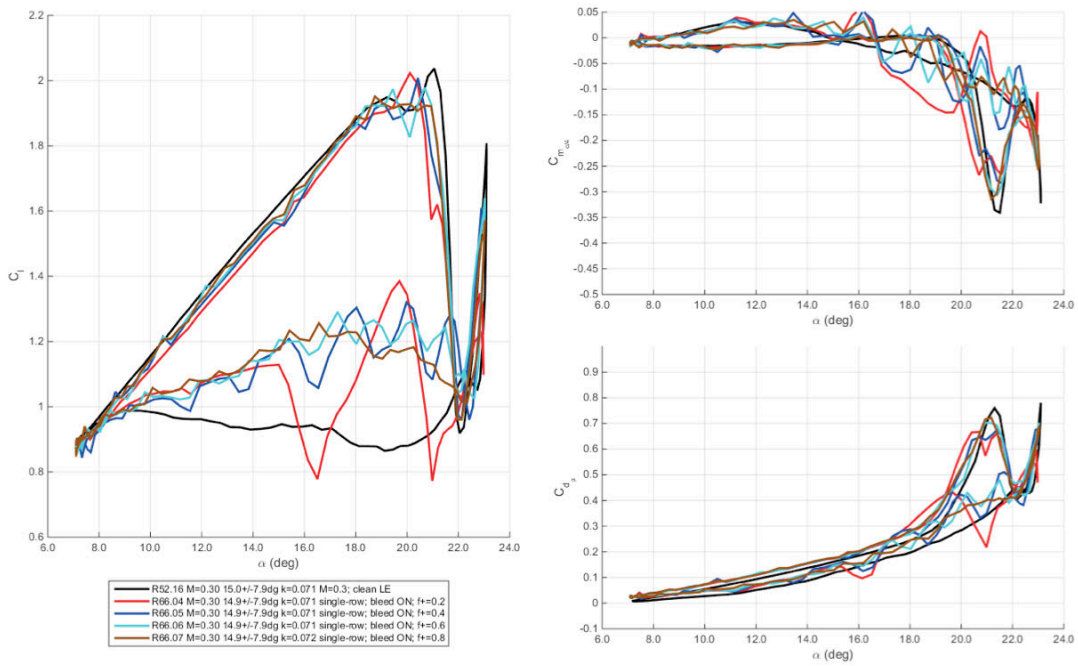 2.2
2
1.8
1.6
1.4
1.2
1
0.8
0.6
C_l
6.0 8.0 10.0 12.0 14.0 16.0 18.0 20.0 22.0 24.0
α (deg)
R52.16 M=0.30 15.0+/-7.9dg k=0.071 M=0.3; clean LE
R66.04 M=0.30 14.9+/-7.9dg k=0.071 single-row; bleed ON; f+=0.2
R66.05 M=0.30 14.9+/-7.9dg k=0.071 single-row; bleed ON; f+=0.4
R66.06 M=0.30 14.9+/-7.9dg k=0.071 single-row; bleed ON; f+=0.6
R66.07 M=0.30 14.9+/-7.9dg k=0.072 single-row; bleed ON; f+=0.8
0.05
0
-0.05
-0.1
-0.15
-0.2
-0.25
-0.3
-0.35
-0.4
-0.45
-0.5
6.0 8.0 10.0 12.0 14.0 16.0 18.0 20.0 22.0 24.0
α (deg)
0.9
0.8
0.7
0.6
0.5
0.4
0.3
0.2
0.1
0
-0.1
6.0 8.0 10.0 12.0 14.0 16.0 18.0 20.0 22.0 24.0
α (deg)